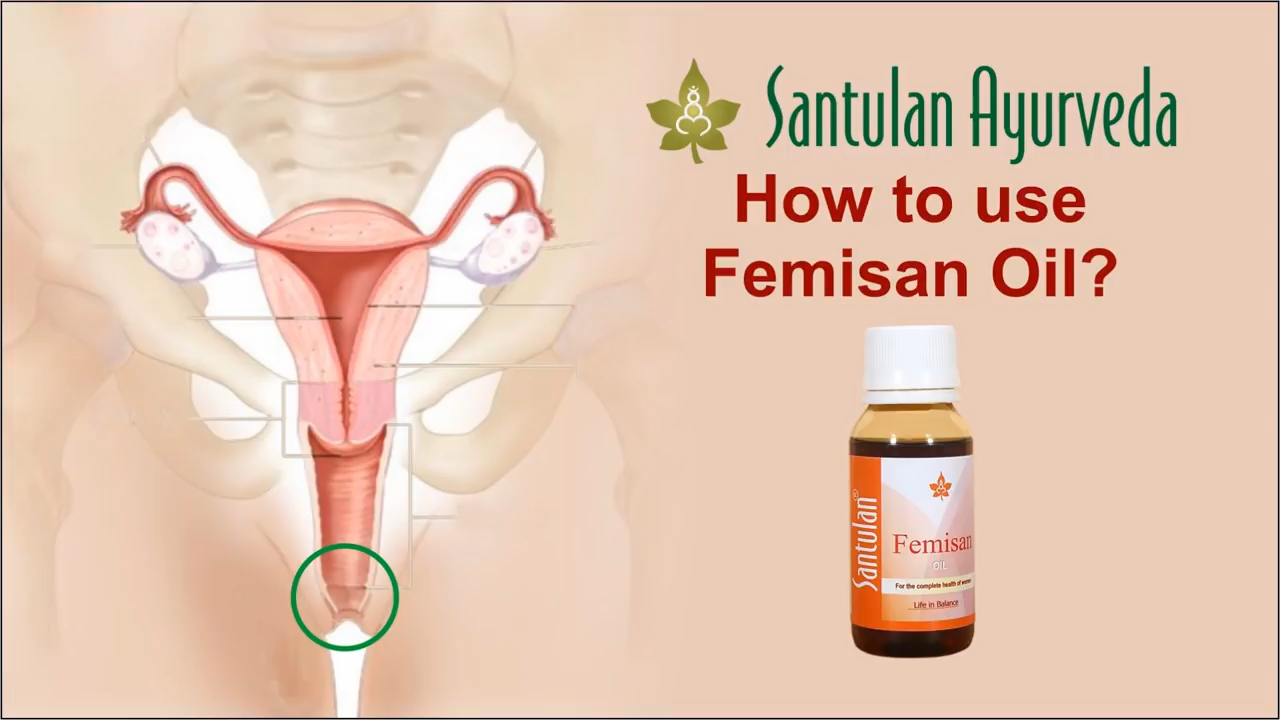 Santulan Ayurveda
How to use
Femisan Oil?
Santulan®
Femisan
OIL
For the complete health of women
Life in Balance